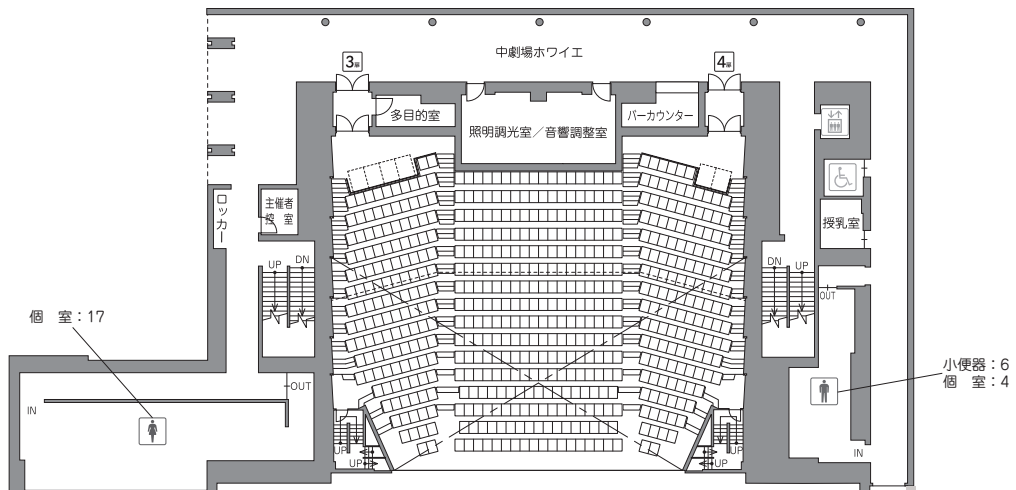 中劇場ホワイエ
3扉
4扉
多目的室
照明調光室／音響調整室
バーカウンター
ロッカー
主催者
控 室
授乳室
UP
DN
DN
UP
OUT
個 室：17
小便器：6
個 室：4
OUT
IN
IN
UP
UP
UP
UP